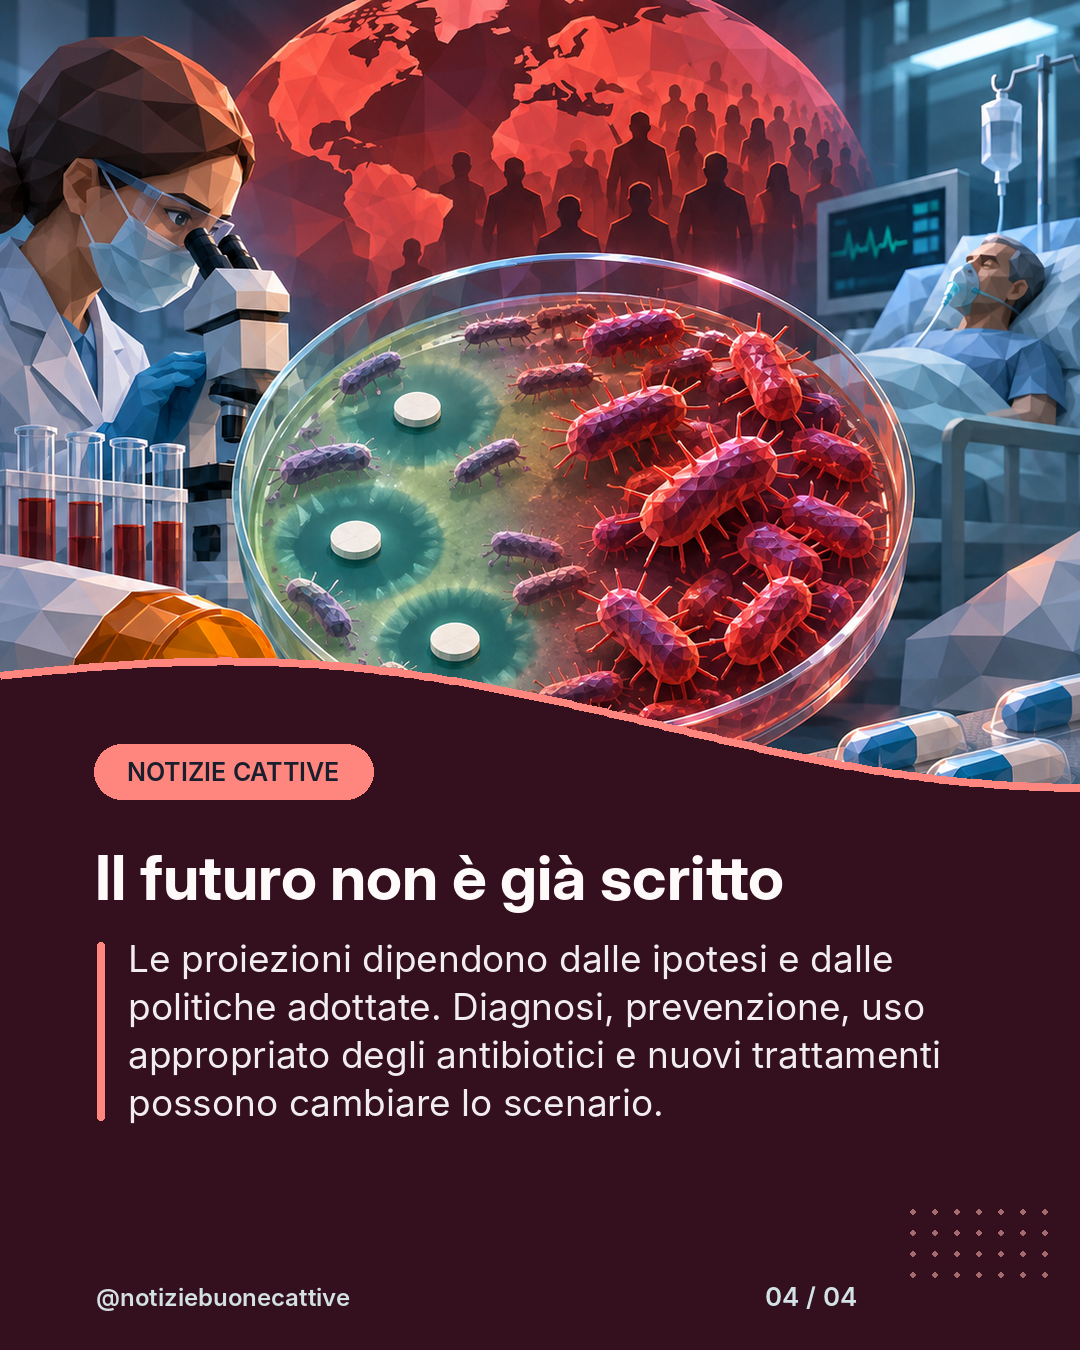 NOTIZIE CATTIVE
Il futuro non è già scritto
Le proiezioni dipendono dalle ipotesi e dalle
politiche adottate. Diagnosi, prevenzione, uso
appropriato degli antibiotici e nuovi trattamenti
possono cambiare lo scenario.
@notiziebuonecattive
04 / 04